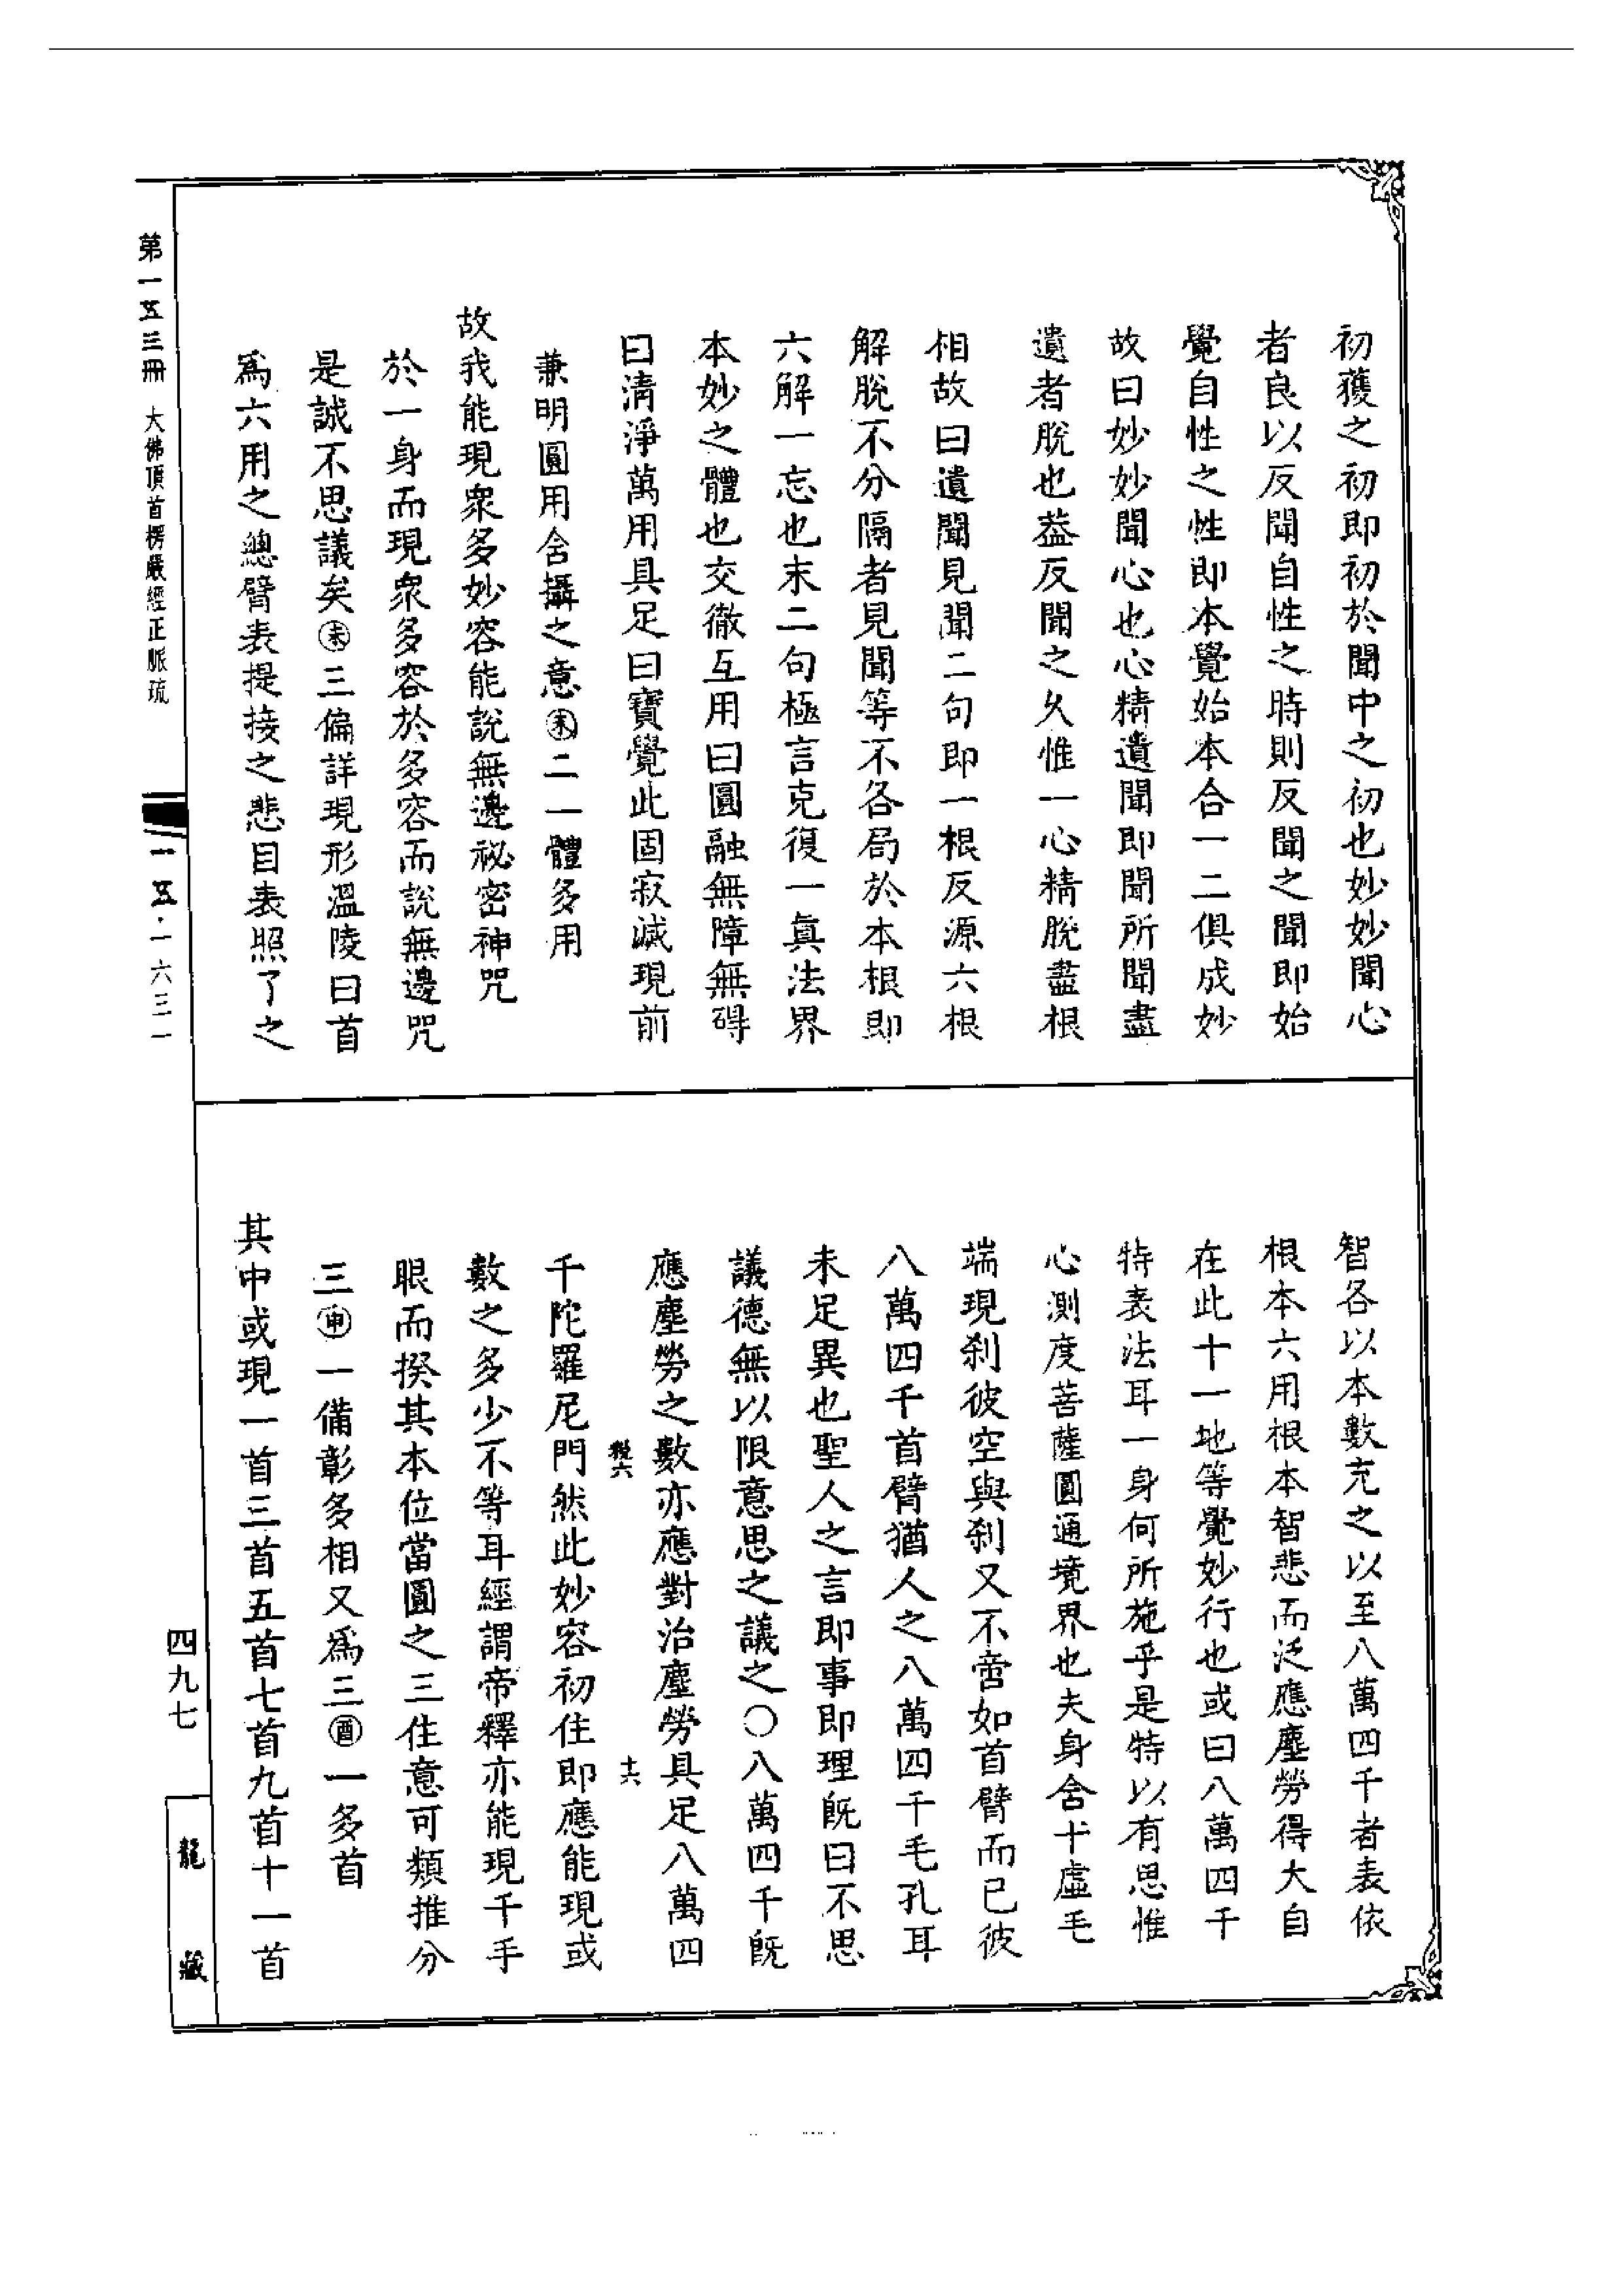 初獲之初即初於聞中之初也妙妙聞心
者良以反聞自性之時則反聞之聞即始
覺自性之性即本覺始本合一二俱成妙
故曰妙妙聞心也心精遺聞即聞所聞盡
遺者脫也葢反聞之久惟一心精脫盡根
相故曰遺聞見聞二句即一根反源六根
解脫不分隔者見聞等不各局於本根即
六解一忘也末二句極言克復一真法界
本妙之體也交徹互用曰圓融無障無礙
曰清淨萬用具足曰寶覺此固寂滅現前
兼明圓用含攝之意㊍二一體多用
故我能現衆多妙容能說無邊祕密神咒
於一身而現衆多容於多容而說無邊咒
是誠不思議矣三偏詳現形溫陵曰首
為六用之總臂表提接之悲目表照了之
智各以本數充之以至八萬四千者表依
根本六用根本智悲而泛應塵勞得大自
在此十一地等覺妙行也或曰八萬四千
特表法耳一身何所施乎是特以有思惟
心測度菩薩圓通境界也夫身含十虛毛
端現刹彼空與刹又不啻如首臂而已彼
八萬四千首臂猶人之八萬四千毛孔耳
未足異也聖人之言即事即理既曰不思
議德無以限意思之議之〇八萬四千既
應塵勞之數亦應對治塵勞具足八萬四
千陀羅尼門然此妙容初住即應能現或
數之多少不等耳經謂帝釋亦能現千手
眼而揆其本位當圓之三住意可類推分
三申一備彰多相又為三酉一多首
其中或現一首三首五首七首九首十一首
第一五三冊 大佛頂首楞嚴經正脈疏
一五·一六三一
四九七
龍藏
十六